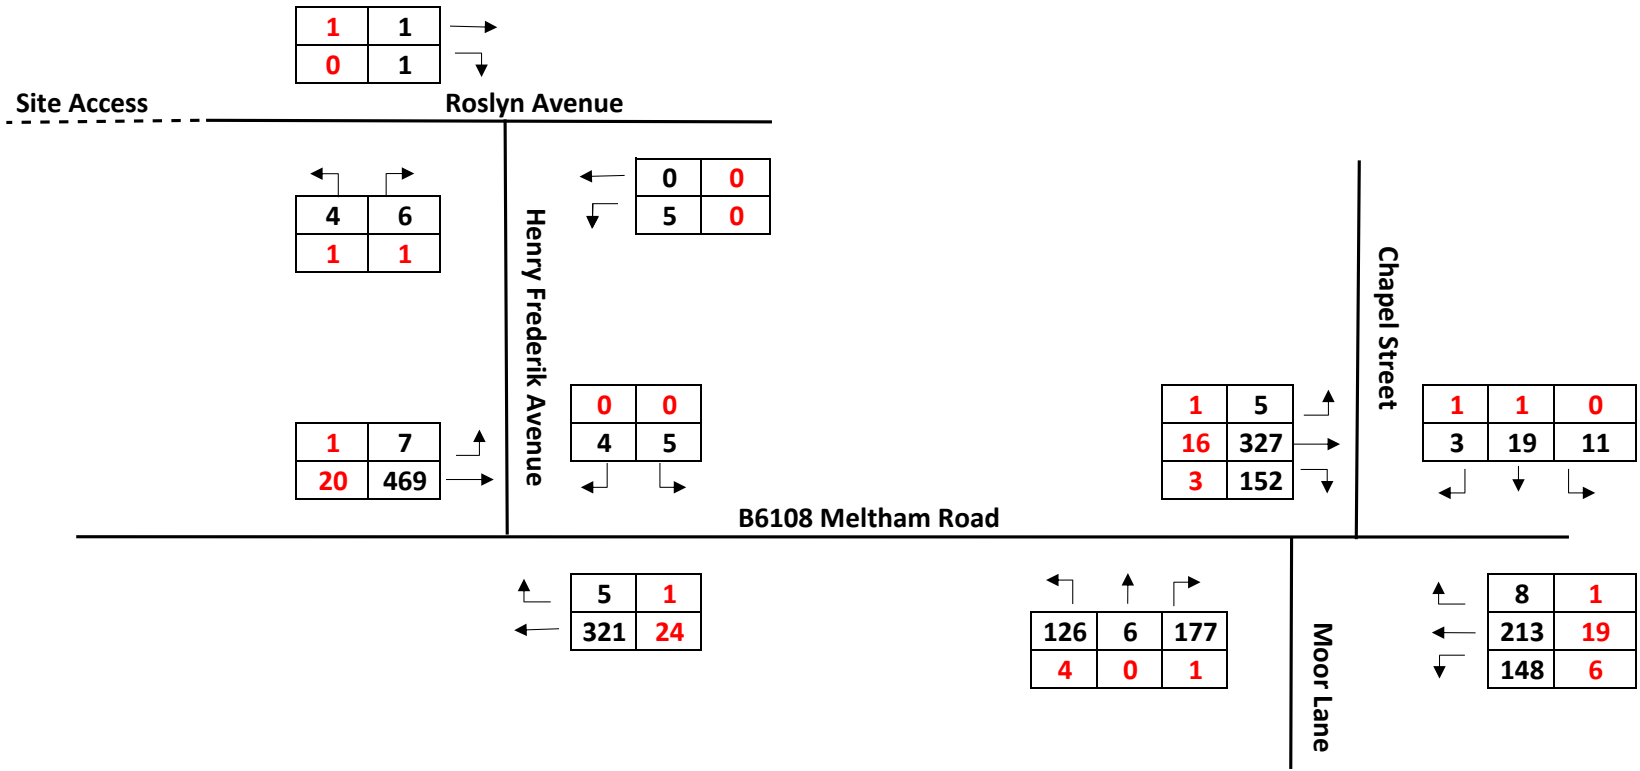 1 1
0 1
Site Access
Roslyn Avenue
4 6
1 1
0 0
5 0
Henry Frederik Avenue
Chapel Street
1 7
20 469
0 0
4 5
1 5
16 327
3 152
1 1 0
3 19 11
B6108 Meltham Road
5 1
321 24
126 6 177
4 0 1
Moor Lane
8 1
213 19
148 6